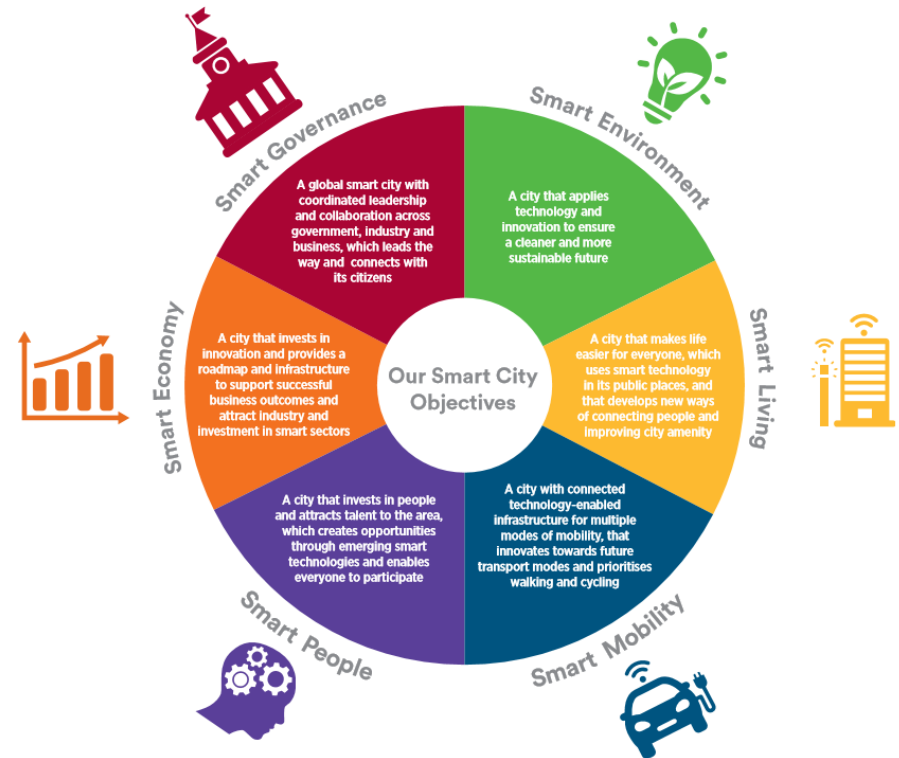 Smart Governance
A global smart city with
coordinated leadership
and collaboration across
government, industry and
business, which leads the
way and connects with
its citizens
Smart Environment
A city that applies
technology and
innovation to ensure
a cleaner and more
sustainable future
Smart Economy
A city that invests in
innovation and provides a
roadmap and infrastructure
to support successful
business outcomes and
attract industry and
investment in smart sectors
Our Smart City
Objectives
Smart Living
A city that makes life
easier for everyone, which
uses smart technology
in its public places, and
that develops new ways
of connecting people and
improving city amenity
Smart People
A city that invests in people
and attracts talent to the area,
which creates opportunities
through emerging smart
technologies and enables
everyone to participate
Smart Mobility
A city with connected
technology-enabled
infrastructure for multiple
modes of mobility, that
innovates towards future
transport modes and prioritises
walking and cycling